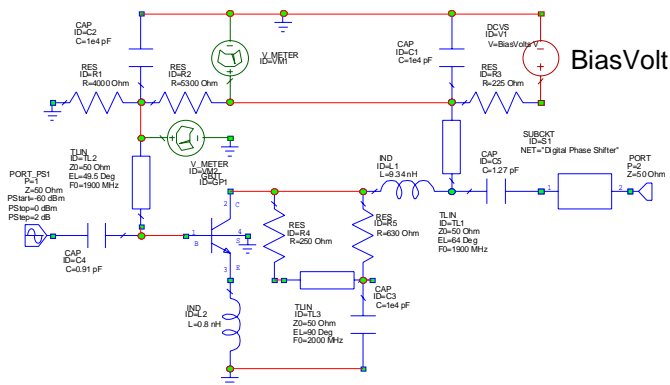 CAP
ID=C2
C=1e4 pF
V_METER
ID=VM1
CAP
ID=C1
C=1e4 pF
DCVS
ID=V1
V=BiasVolts V
BiasVolt
RES
ID=R1
R=4000 Ohm
RES
ID=R2
R=5300 Ohm
RES
ID=R3
R=225 Ohm
TLIN
ID=TL2
Z0=50 Ohm
EL=49.5 Deg
F0=1900 MHz
V_METER
ID=VM2
GBJT
ID=GP1
PORT_PS1
P=1
Z=50 Ohm
PStart=-60 dBm
PStop=0 dBm
PStep=2 dB
CAP
ID=C4
C=0.91 pF
2
C
1
B
S
4
3
E
IND
ID=L1
L=9.34 nH
CAP
ID=C5
C=1.27 pF
SUBCKT
ID=S1
NET="Digital Phase Shifter"
1
2
PORT
P=2
Z=50 Ohm
TLIN
ID=TL1
Z0=50 Ohm
EL=64 Deg
F0=1900 MHz
RES
ID=R4
R=250 Ohm
RES
ID=R5
R=630 Ohm
IND
ID=L2
L=0.8 nH
TLIN
ID=TL3
Z0=50 Ohm
EL=90 Deg
F0=2000 MHz
CAP
ID=C3
C=1e4 pF